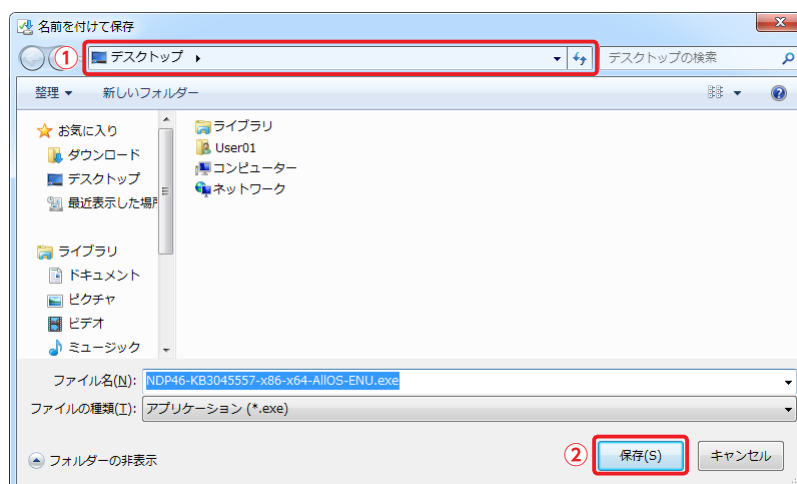 名前を付けて保存
① デスクトップ
デスクトップの検索
整理
新しいフォルダー
お気に入り
ダウンロード
デスクトップ
最近表示した場所
ライブラリ
ドキュメント
ピクチャ
ビデオ
ミュージック
ライブラリ
User01
コンピューター
ネットワーク
ファイル名(N): NDP46-KB3045557-x86-x64-AllOS-ENU.exe
ファイルの種類(T): アプリケーション (*.exe)
フォルダーの非表示
② 保存(S)
キャンセル